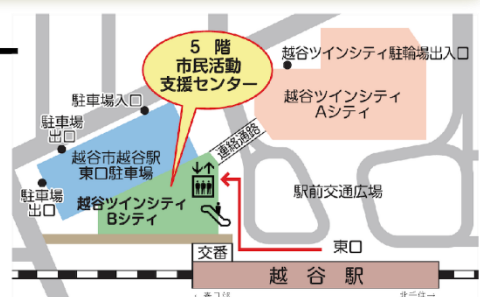 5 階
市民活動
支援センター
越谷ツインシティ駐輪場出入口
越谷ツインシティ
Aシティ
駐車場入口
駐車場
出口
連絡通路
越谷市越谷駅
東口駐車場
駐車場
出口
越谷ツインシティ
Bシティ
駅前交通広場
交番
東口
越谷駅